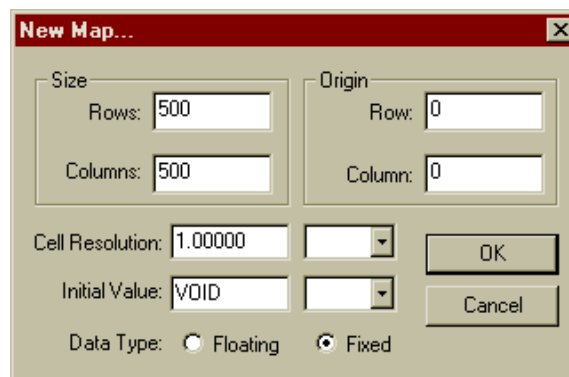 New Map...
Size
Rows: 500
Columns: 500
Origin
Row: 0
Column: 0
Cell Resolution: 1.00000
Initial Value: VOID
OK
Cancel
Data Type: Floating Fixed